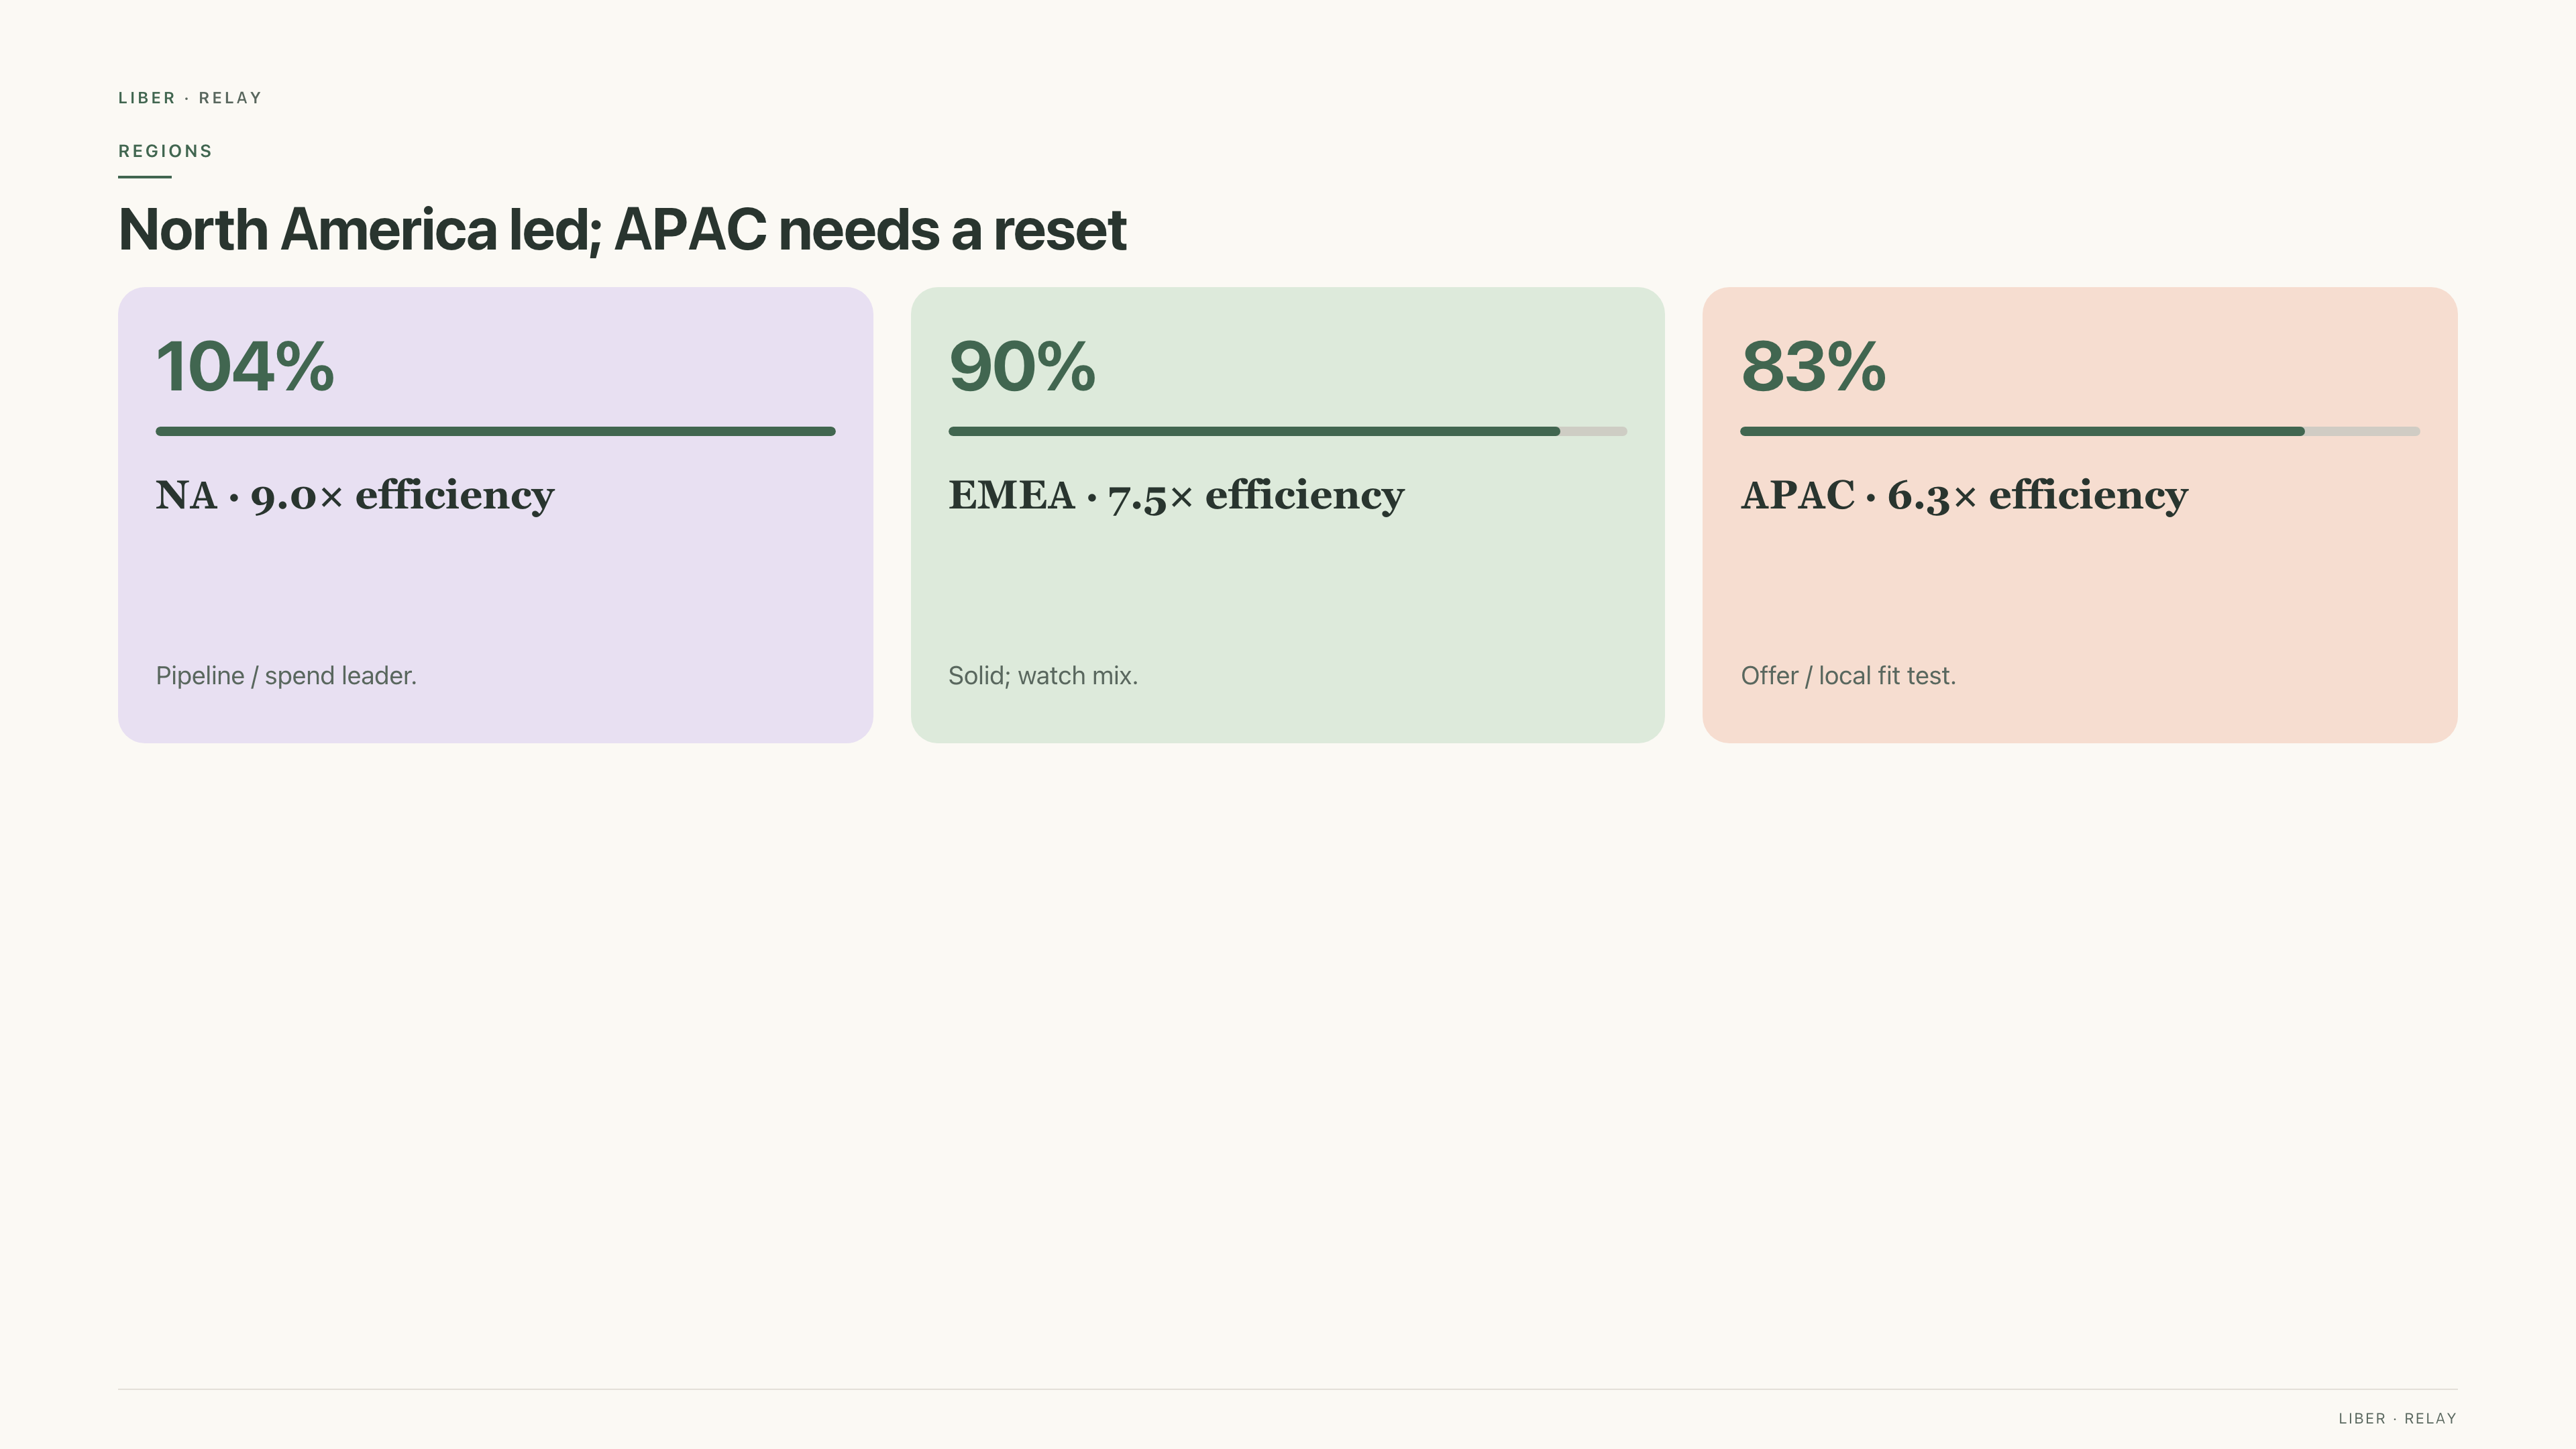 LIBER · RELAY
REGIONS
North America led; APAC needs a reset
104%
NA · 9.0× efficiency
Pipeline / spend leader.
90%
EMEA · 7.5× efficiency
Solid; watch mix.
83%
APAC · 6.3× efficiency
Offer / local fit test.
LIBER · RELAY